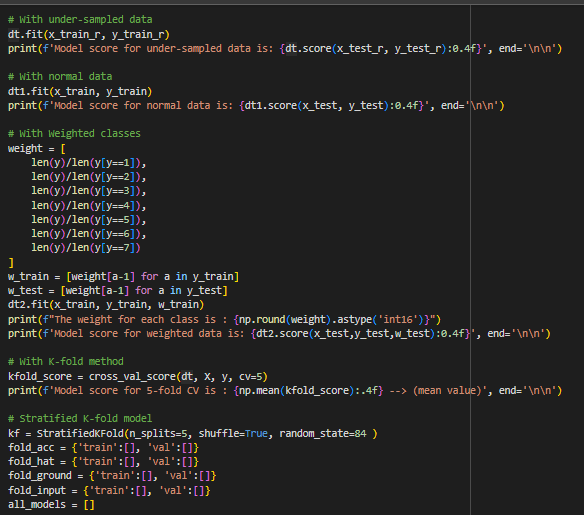 # With under-sampled data
dt.fit(x_train_r, y_train_r)
print(f'Model score for under-sampled data is: {dt.score(x_test_r, y_test_r):0.4f}', end='\n\n')
# With normal data
dt1.fit(x_train, y_train)
print(f'Model score for normal data is: {dt1.score(x_test, y_test):0.4f}', end='\n\n')
# With Weighted classes
weight = [
    len(y)/len(y[y==1]),
    len(y)/len(y[y==2]),
    len(y)/len(y[y==3]),
    len(y)/len(y[y==4]),
    len(y)/len(y[y==5]),
    len(y)/len(y[y==6]),
    len(y)/len(y[y==7])
]
w_train = [weight[a-1] for a in y_train]
w_test = [weight[a-1] for a in y_test]
dt2.fit(x_train, y_train, w_train)
print(f"The weight for each class is : {np.round(weight).astype('int16')}")
print(f'Model score for weighted data is: {dt2.score(x_test,y_test,w_test):0.4f}', end='\n\n')
# With K-fold method
kfold_score = cross_val_score(dt, X, y, cv=5)
print(f'Model score for 5-fold CV is : {np.mean(kfold_score):.4f} --> (mean value)', end='\n\n')
# Stratified K-fold model
kf = StratifiedKFold(n_splits=5, shuffle=True, random_state=84 )
fold_acc = {'train':[], 'val':[]}
fold_hat = {'train':[], 'val':[]}
fold_ground = {'train':[], 'val':[]}
fold_input = {'train':[], 'val':[]}
all_models = []